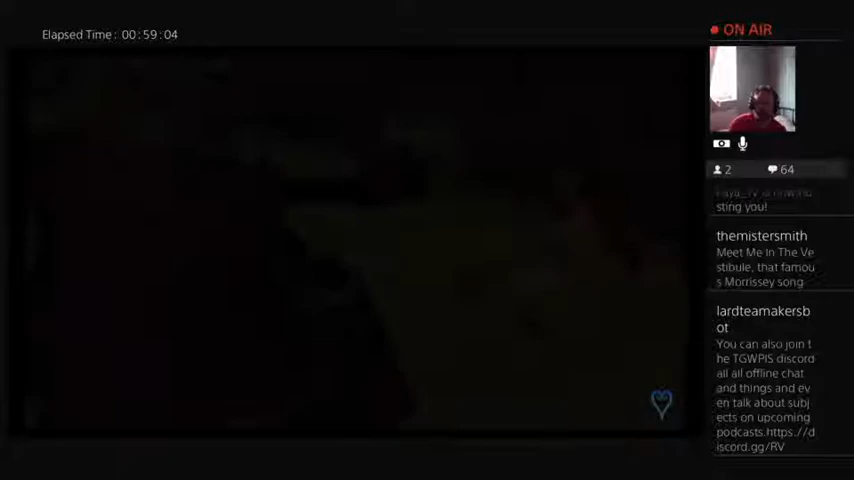 Elapsed Time: 00:59:04
ON AIR
2 64
sting you!
themistersmith
Meet Me In The Ve
stibule, that famou
s Morrissey song
lardteamakersb
ot
You can also join t
he TGWPIS discord
all ail offline chat
and things and ev
en talk about subj
ects on upcoming
podcasts.https://d
iscord.gg/RV